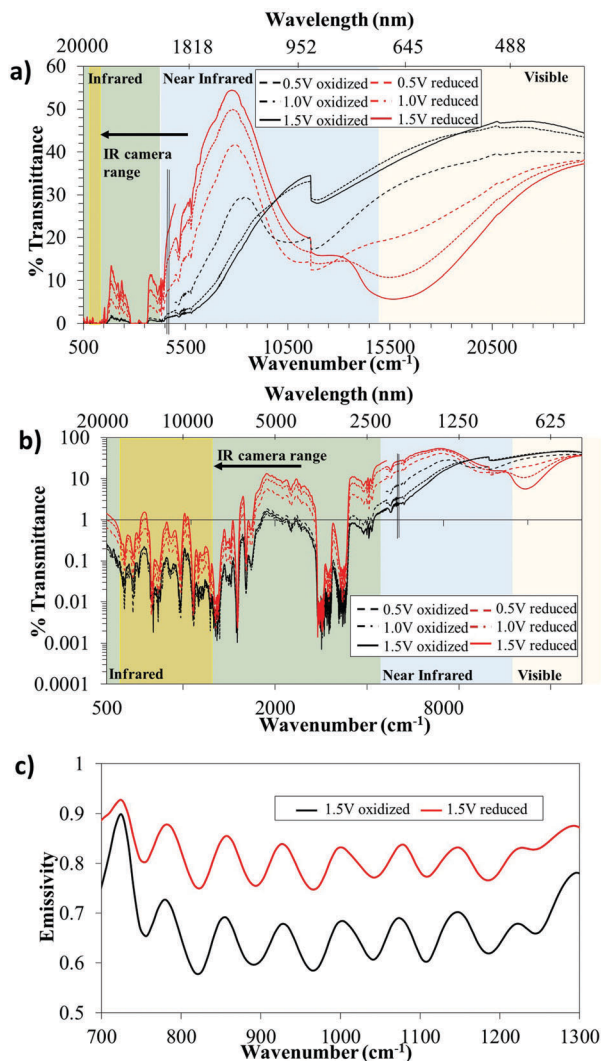 Wavelength (nm)
20000 1818 952 645 488
a)
60
50
40
30
20
10
0
% Transmittance
Infrared Near Infrared Visible
0.5V oxidized 0.5V reduced
1.0V oxidized 1.0V reduced
1.5V oxidized 1.5V reduced
IR camera
range
500 5500 10500 15500 20500
Wavenumber (cm-1)
Wavelength (nm)
b)
20000 10000 5000 2500 1250 625
100
10
1
0.1
0.01
0.001
0.0001
% Transmittance
IR camera range
0.5V oxidized 0.5V reduced
1.0V oxidized 1.0V reduced
1.5V oxidized 1.5V reduced
Infrared Near Infrared Visible
500 2000 8000
Wavenumber (cm-1)
c)
1
0.9
0.8
0.7
0.6
0.5
Emissivity
1.5V oxidized 1.5V reduced
700 800 900 1000 1100 1200 1300
Wavenumber (cm-1)